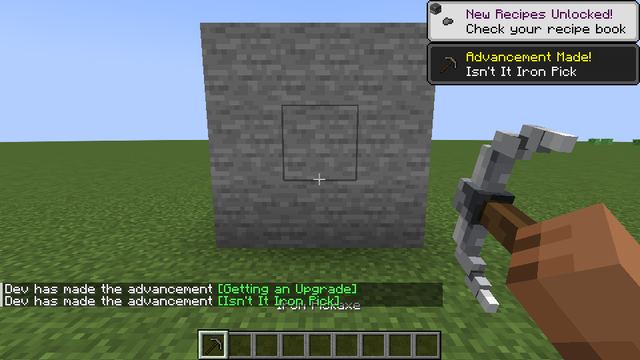 New Recipes Unlocked!
Check your recipe book
Advancement Made!
Isn't It Iron Pick
Dev has made the advancement [Getting an Upgrade]
Dev has made the advancement [Isn't It Iron Pick]
Iron Pickaxe